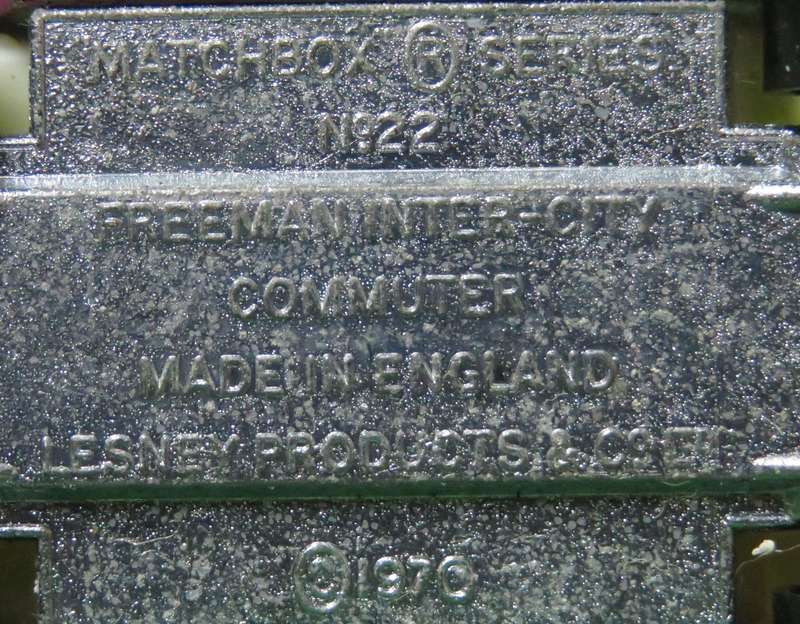 MATCHBOX ® SERIES
Nº22
FREEMAN INTER-CITY
COMMUTER
MADE IN ENGLAND
LESNEY PRODUCTS & Cº LTD
© 1970